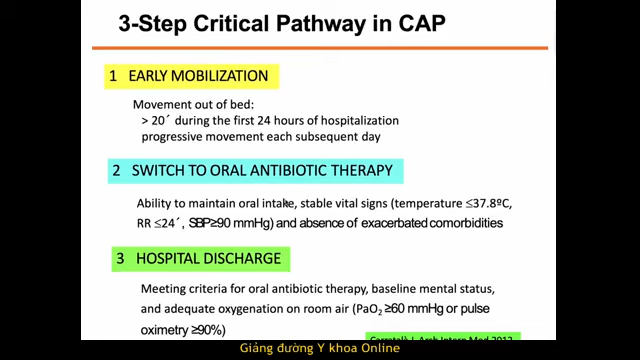 3-Step Critical Pathway in CAP
1 EARLY MOBILIZATION
Movement out of bed:
> 20´ during the first 24 hours of hospitalization
progressive movement each subsequent day
2 SWITCH TO ORAL ANTIBIOTIC THERAPY
Ability to maintain oral intake, stable vital signs (temperature ≤37.8ºC,
RR ≤24´, SBP≥90 mmHg) and absence of exacerbated comorbidities
3 HOSPITAL DISCHARGE
Meeting criteria for oral antibiotic therapy, baseline mental status,
and adequate oxygenation on room air (PaO2 ≥60 mmHg or pulse
oximetry ≥90%)
J Arch Intern Med 2012
Giảng đường Y khoa Online